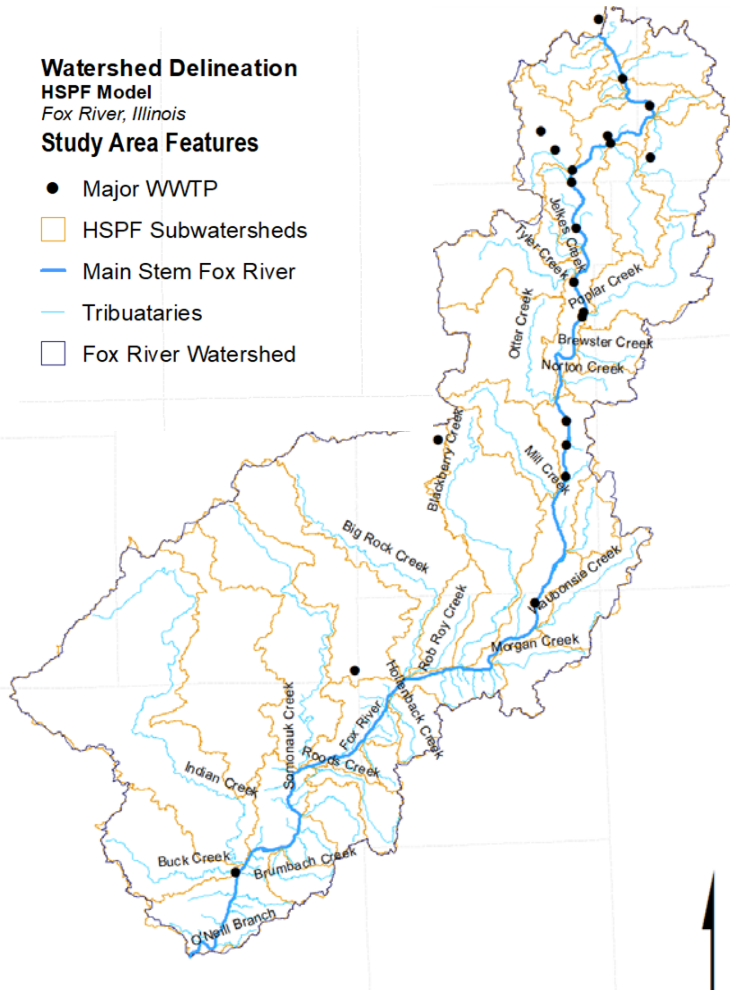 Watershed Delineation
HSPF Model
Fox River, Illinois
Study Area Features
Major WWTP
HSPF Subwatersheds
Main Stem Fox River
Tribuataries
Fox River Watershed
Jelkes Creek
Tyler Creek
Poplar Creek
Otter Creek
Brewster Creek
Norton Creek
Blackberry Creek
Mill Creek
Big Rock Creek
Waubonsie Creek
Rob Roy Creek
Morgan Creek
Hollenback Creek
Fox River
Somonauk Creek
Roods Creek
Indian Creek
Buck Creek
Brumbach Creek
O'Neill Branch